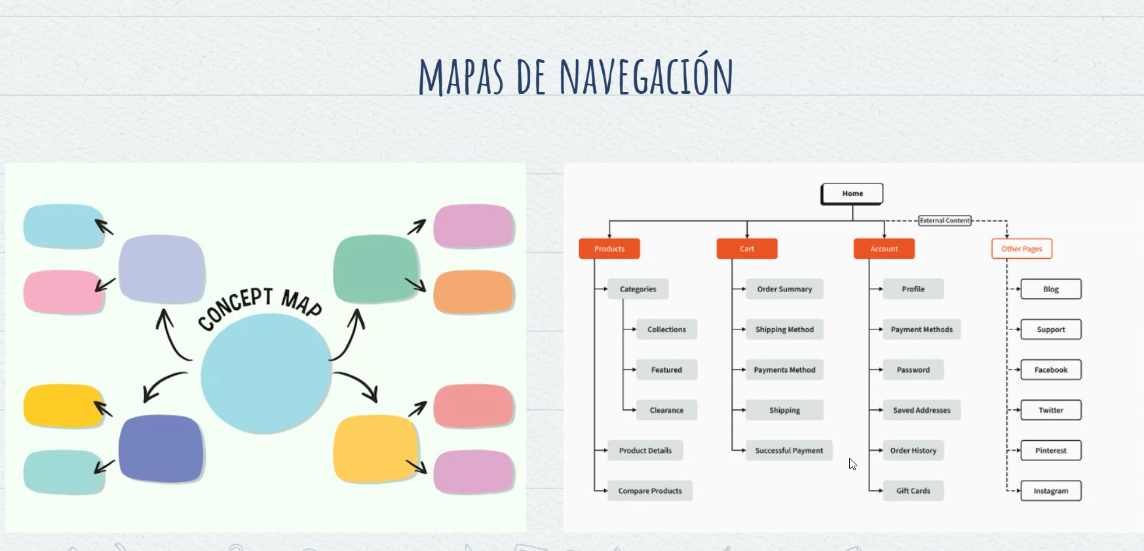 MAPAS DE NAVEGACIÓN
CONCEPT MAP
Home
External Content
Products
Cart
Account
Other Pages
Categories
Order Summary
Profile
Blog
Collections
Shipping Method
Payment Methods
Support
Featured
Payments Method
Password
Facebook
Clearance
Shipping
Saved Addresses
Twitter
Product Details
Successful Payment
Order History
Pinterest
Compare Products
Gift Cards
Instagram